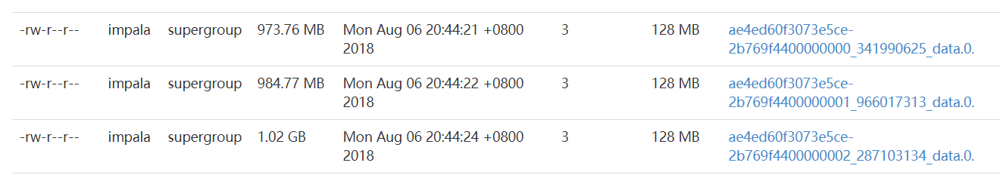 -rw-r--r-- impala supergroup 973.76 MB Mon Aug 06 20:44:21 +0800 3 128 MB ae4ed60f3073e5ce-
2018 2b769f4400000000_341990625_data.0.
-rw-r--r-- impala supergroup 984.77 MB Mon Aug 06 20:44:22 +0800 3 128 MB ae4ed60f3073e5ce-
2018 2b769f4400000001_966017313_data.0.
-rw-r--r-- impala supergroup 1.02 GB Mon Aug 06 20:44:24 +0800 3 128 MB ae4ed60f3073e5ce-
2018 2b769f4400000002_287103134_data.0.